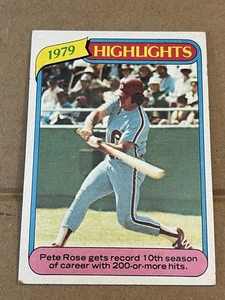 1979
HIGHLIGHTS
Pete Rose gets record 10th season
of career with 200-or-more hits.